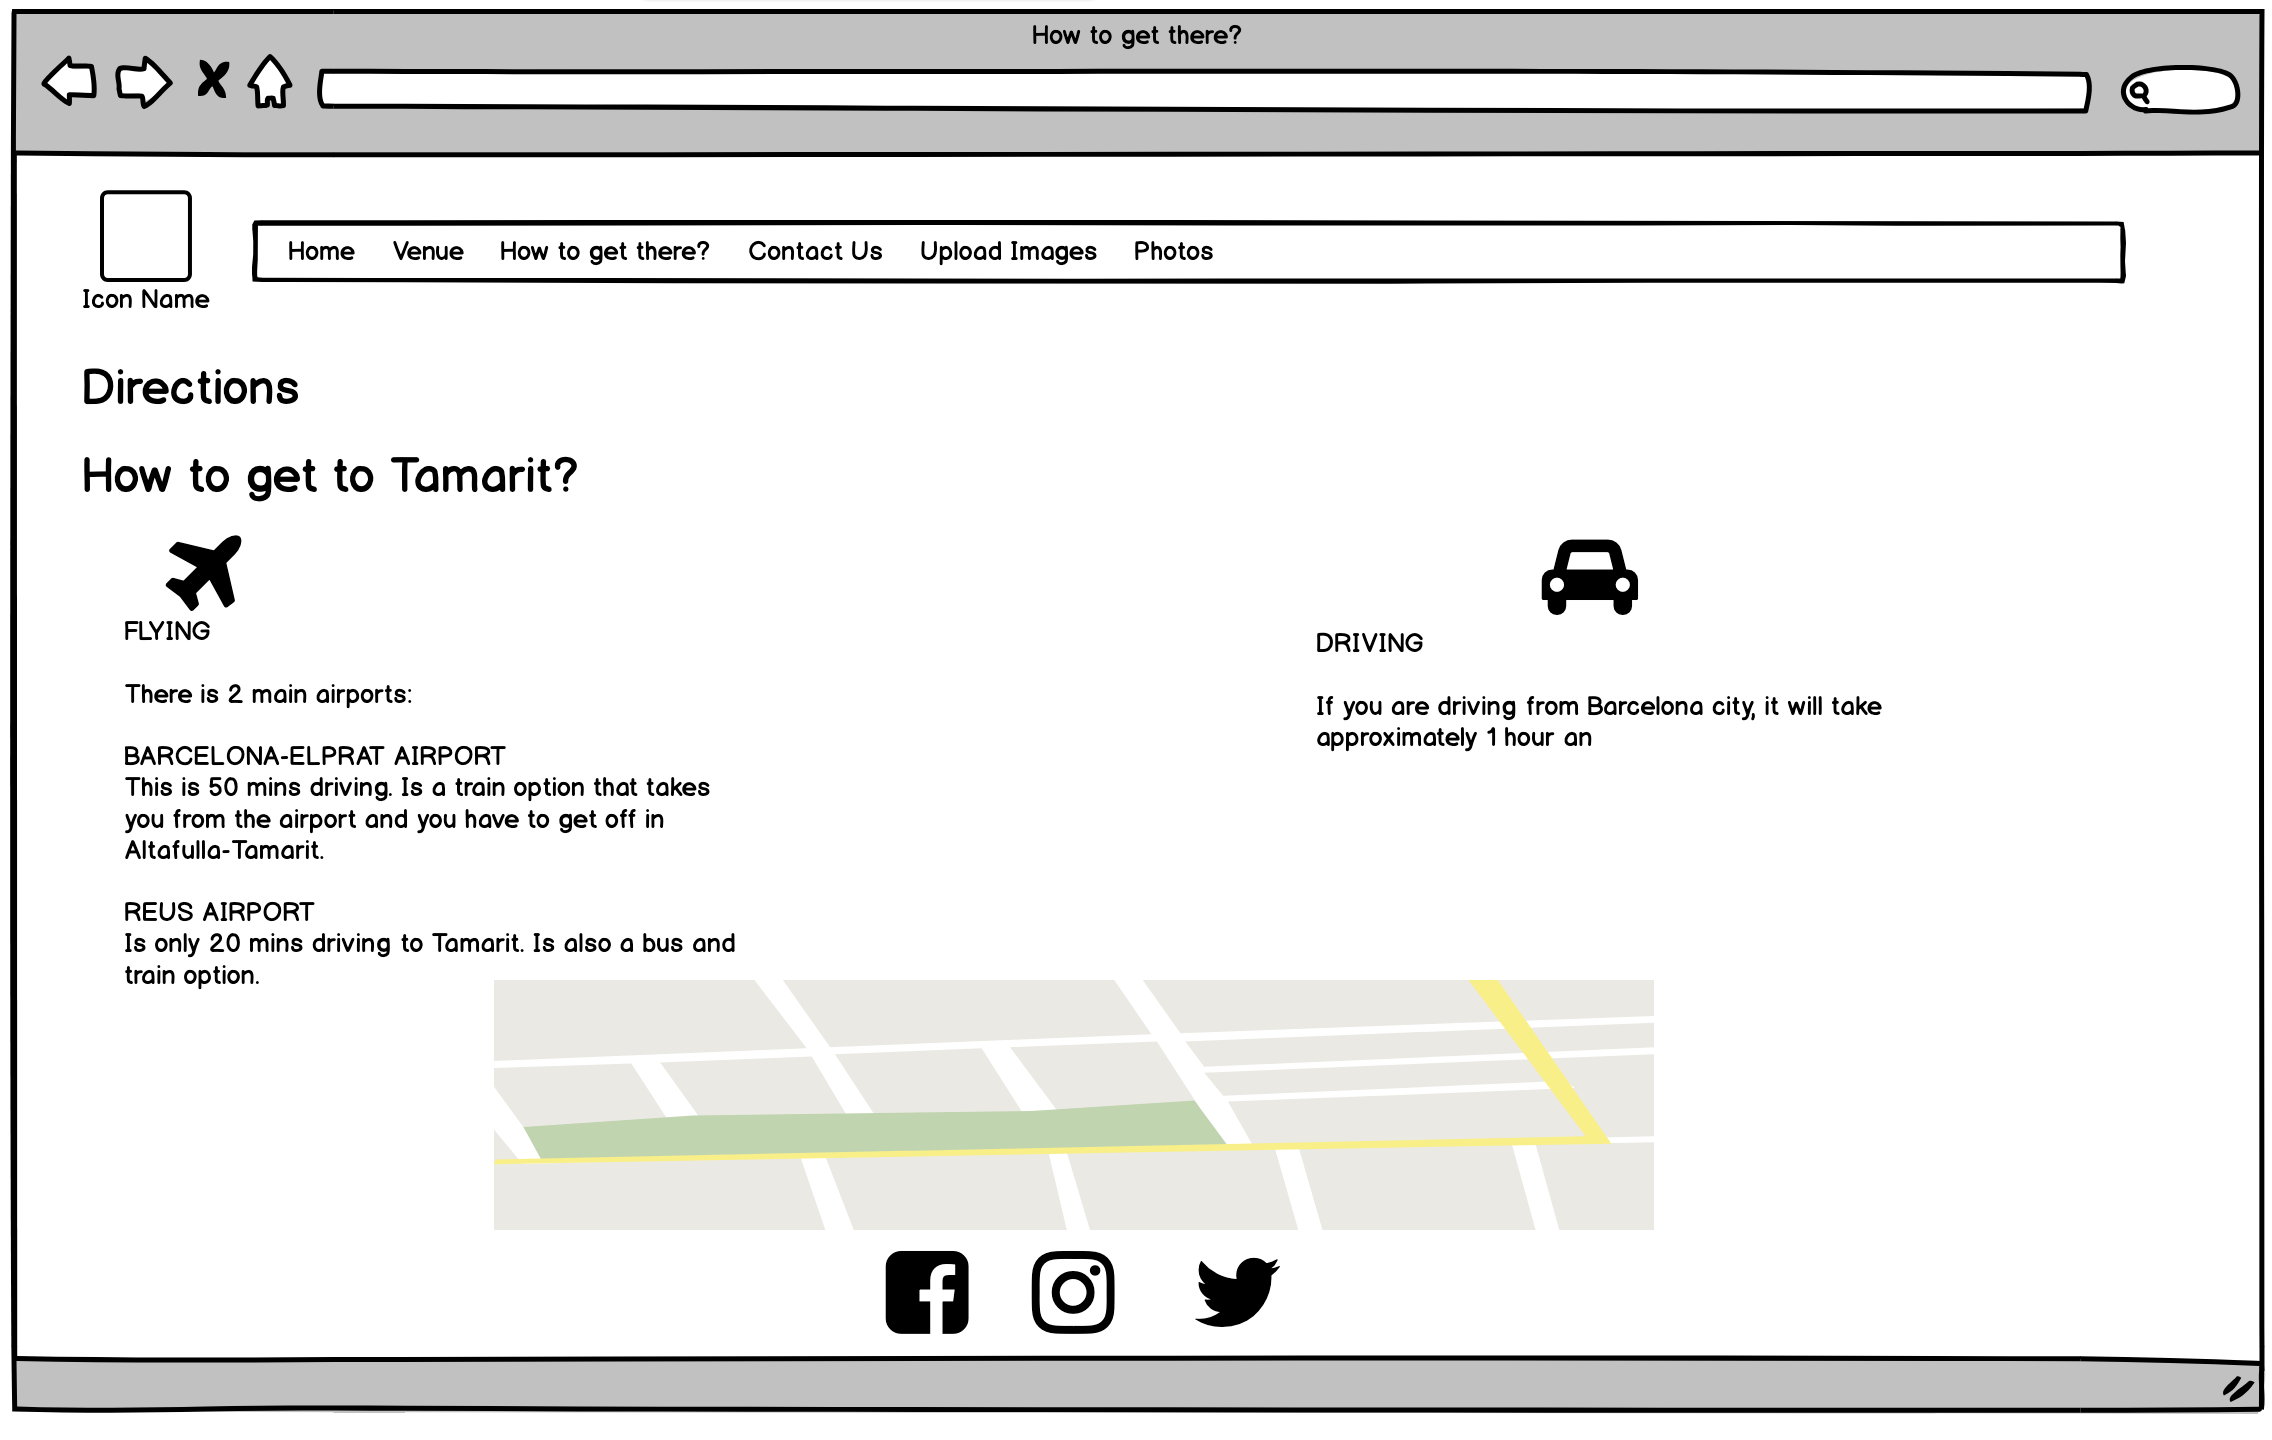 How to get there?
Home Venue How to get there? Contact Us Upload Images Photos
Icon Name
Directions
How to get to Tamarit?
FLYING
There is 2 main airports:
BARCELONA-ELPRAT AIRPORT
This is 50 mins driving. Is a train option that takes
you from the airport and you have to get off in
Altafulla-Tamarit.
REUS AIRPORT
Is only 20 mins driving to Tamarit. Is also a bus and
train option.
DRIVING
If you are driving from Barcelona city, it will take
approximately 1 hour an